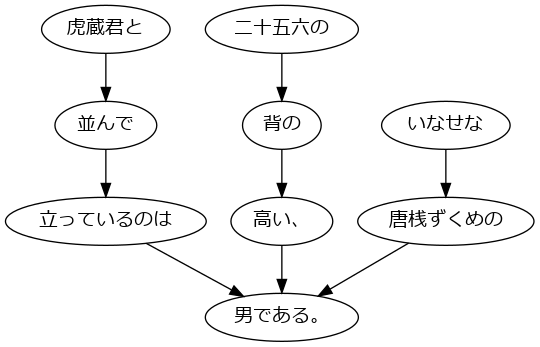 虎蔵君と
二十五六の
並んで
背の
いなせな
立っているのは
高い、
唐桟ずくめの
男である。